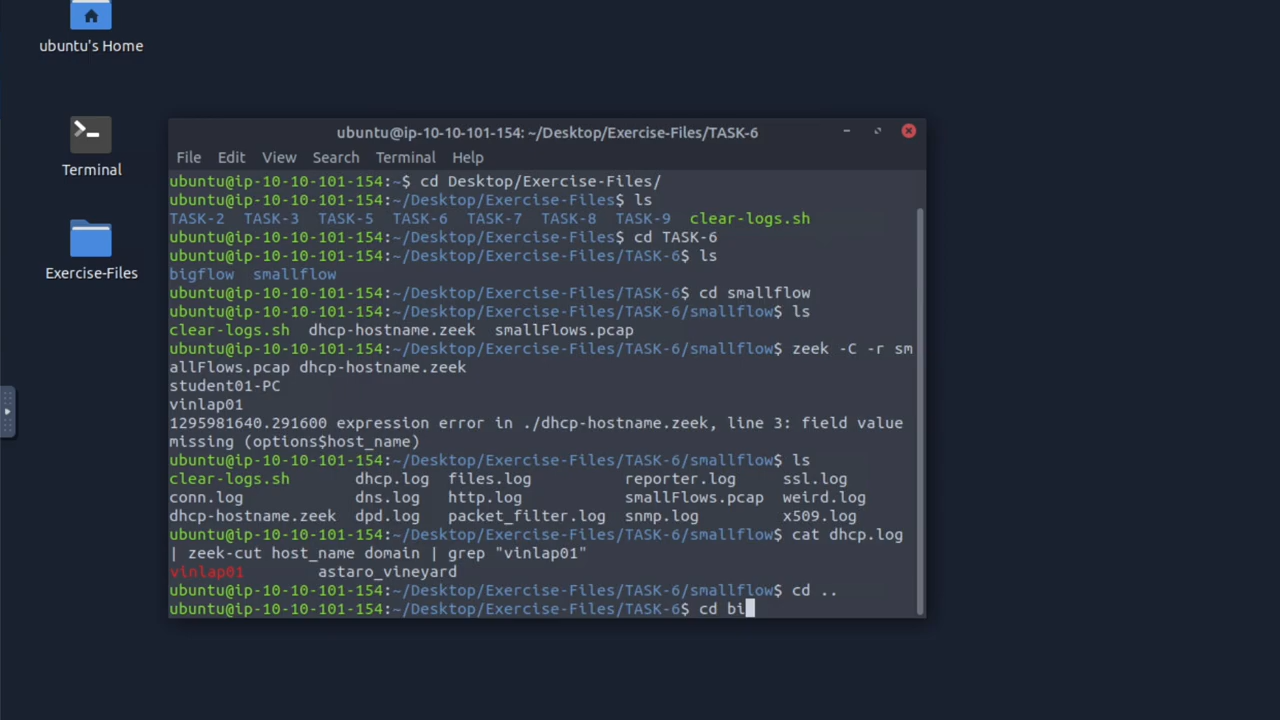 ubuntu's Home
Terminal
Exercise-Files
ubuntu@ip-10-10-101-154: ~/Desktop/Exercise-Files/TASK-6
File Edit View Search Terminal Help
ubuntu@ip-10-10-101-154:~$ cd Desktop/Exercise-Files/
ubuntu@ip-10-10-101-154:~/Desktop/Exercise-Files$ ls
TASK-2  TASK-3  TASK-5  TASK-6  TASK-7  TASK-8  TASK-9  clear-logs.sh
ubuntu@ip-10-10-101-154:~/Desktop/Exercise-Files$ cd TASK-6
ubuntu@ip-10-10-101-154:~/Desktop/Exercise-Files/TASK-6$ ls
bigflow  smallflow
ubuntu@ip-10-10-101-154:~/Desktop/Exercise-Files/TASK-6$ cd smallflow
ubuntu@ip-10-10-101-154:~/Desktop/Exercise-Files/TASK-6/smallflow$ ls
clear-logs.sh  dhcp-hostname.zeek  smallFlows.pcap
ubuntu@ip-10-10-101-154:~/Desktop/Exercise-Files/TASK-6/smallflow$ zeek -C -r sm
allFlows.pcap dhcp-hostname.zeek
student01-PC
vinlap01
1295981640.291600 expression error in ./dhcp-hostname.zeek, line 3: field value
missing (options$host_name)
ubuntu@ip-10-10-101-154:~/Desktop/Exercise-Files/TASK-6/smallflow$ ls
clear-logs.sh       dhcp.log  files.log          reporter.log     ssl.log
conn.log            dns.log   http.log           smallFlows.pcap  weird.log
dhcp-hostname.zeek  dpd.log   packet_filter.log  snmp.log         x509.log
ubuntu@ip-10-10-101-154:~/Desktop/Exercise-Files/TASK-6/smallflow$ cat dhcp.log
| zeek-cut host_name domain | grep "vinlap01"
vinlap01        astaro_vineyard
ubuntu@ip-10-10-101-154:~/Desktop/Exercise-Files/TASK-6/smallflow$ cd ..
ubuntu@ip-10-10-101-154:~/Desktop/Exercise-Files/TASK-6$ cd bi